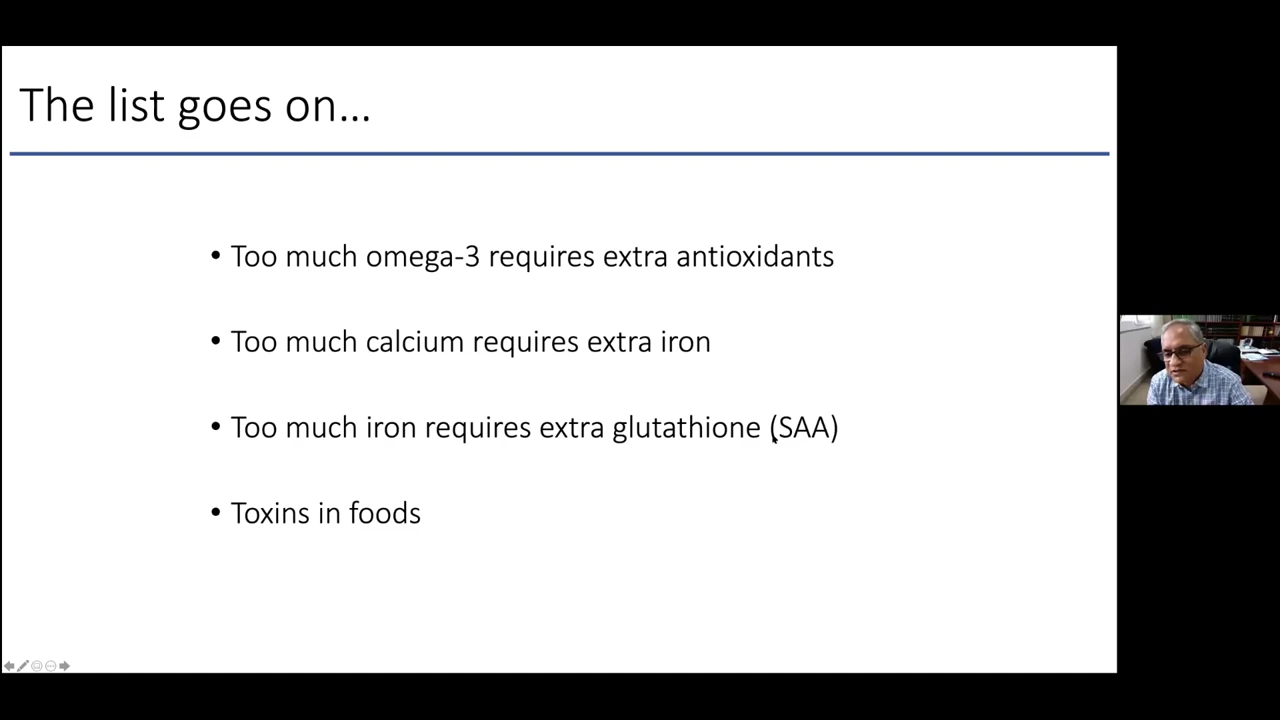 The list goes on...
• Too much omega-3 requires extra antioxidants
• Too much calcium requires extra iron
• Too much iron requires extra glutathione (SAA)
• Toxins in foods